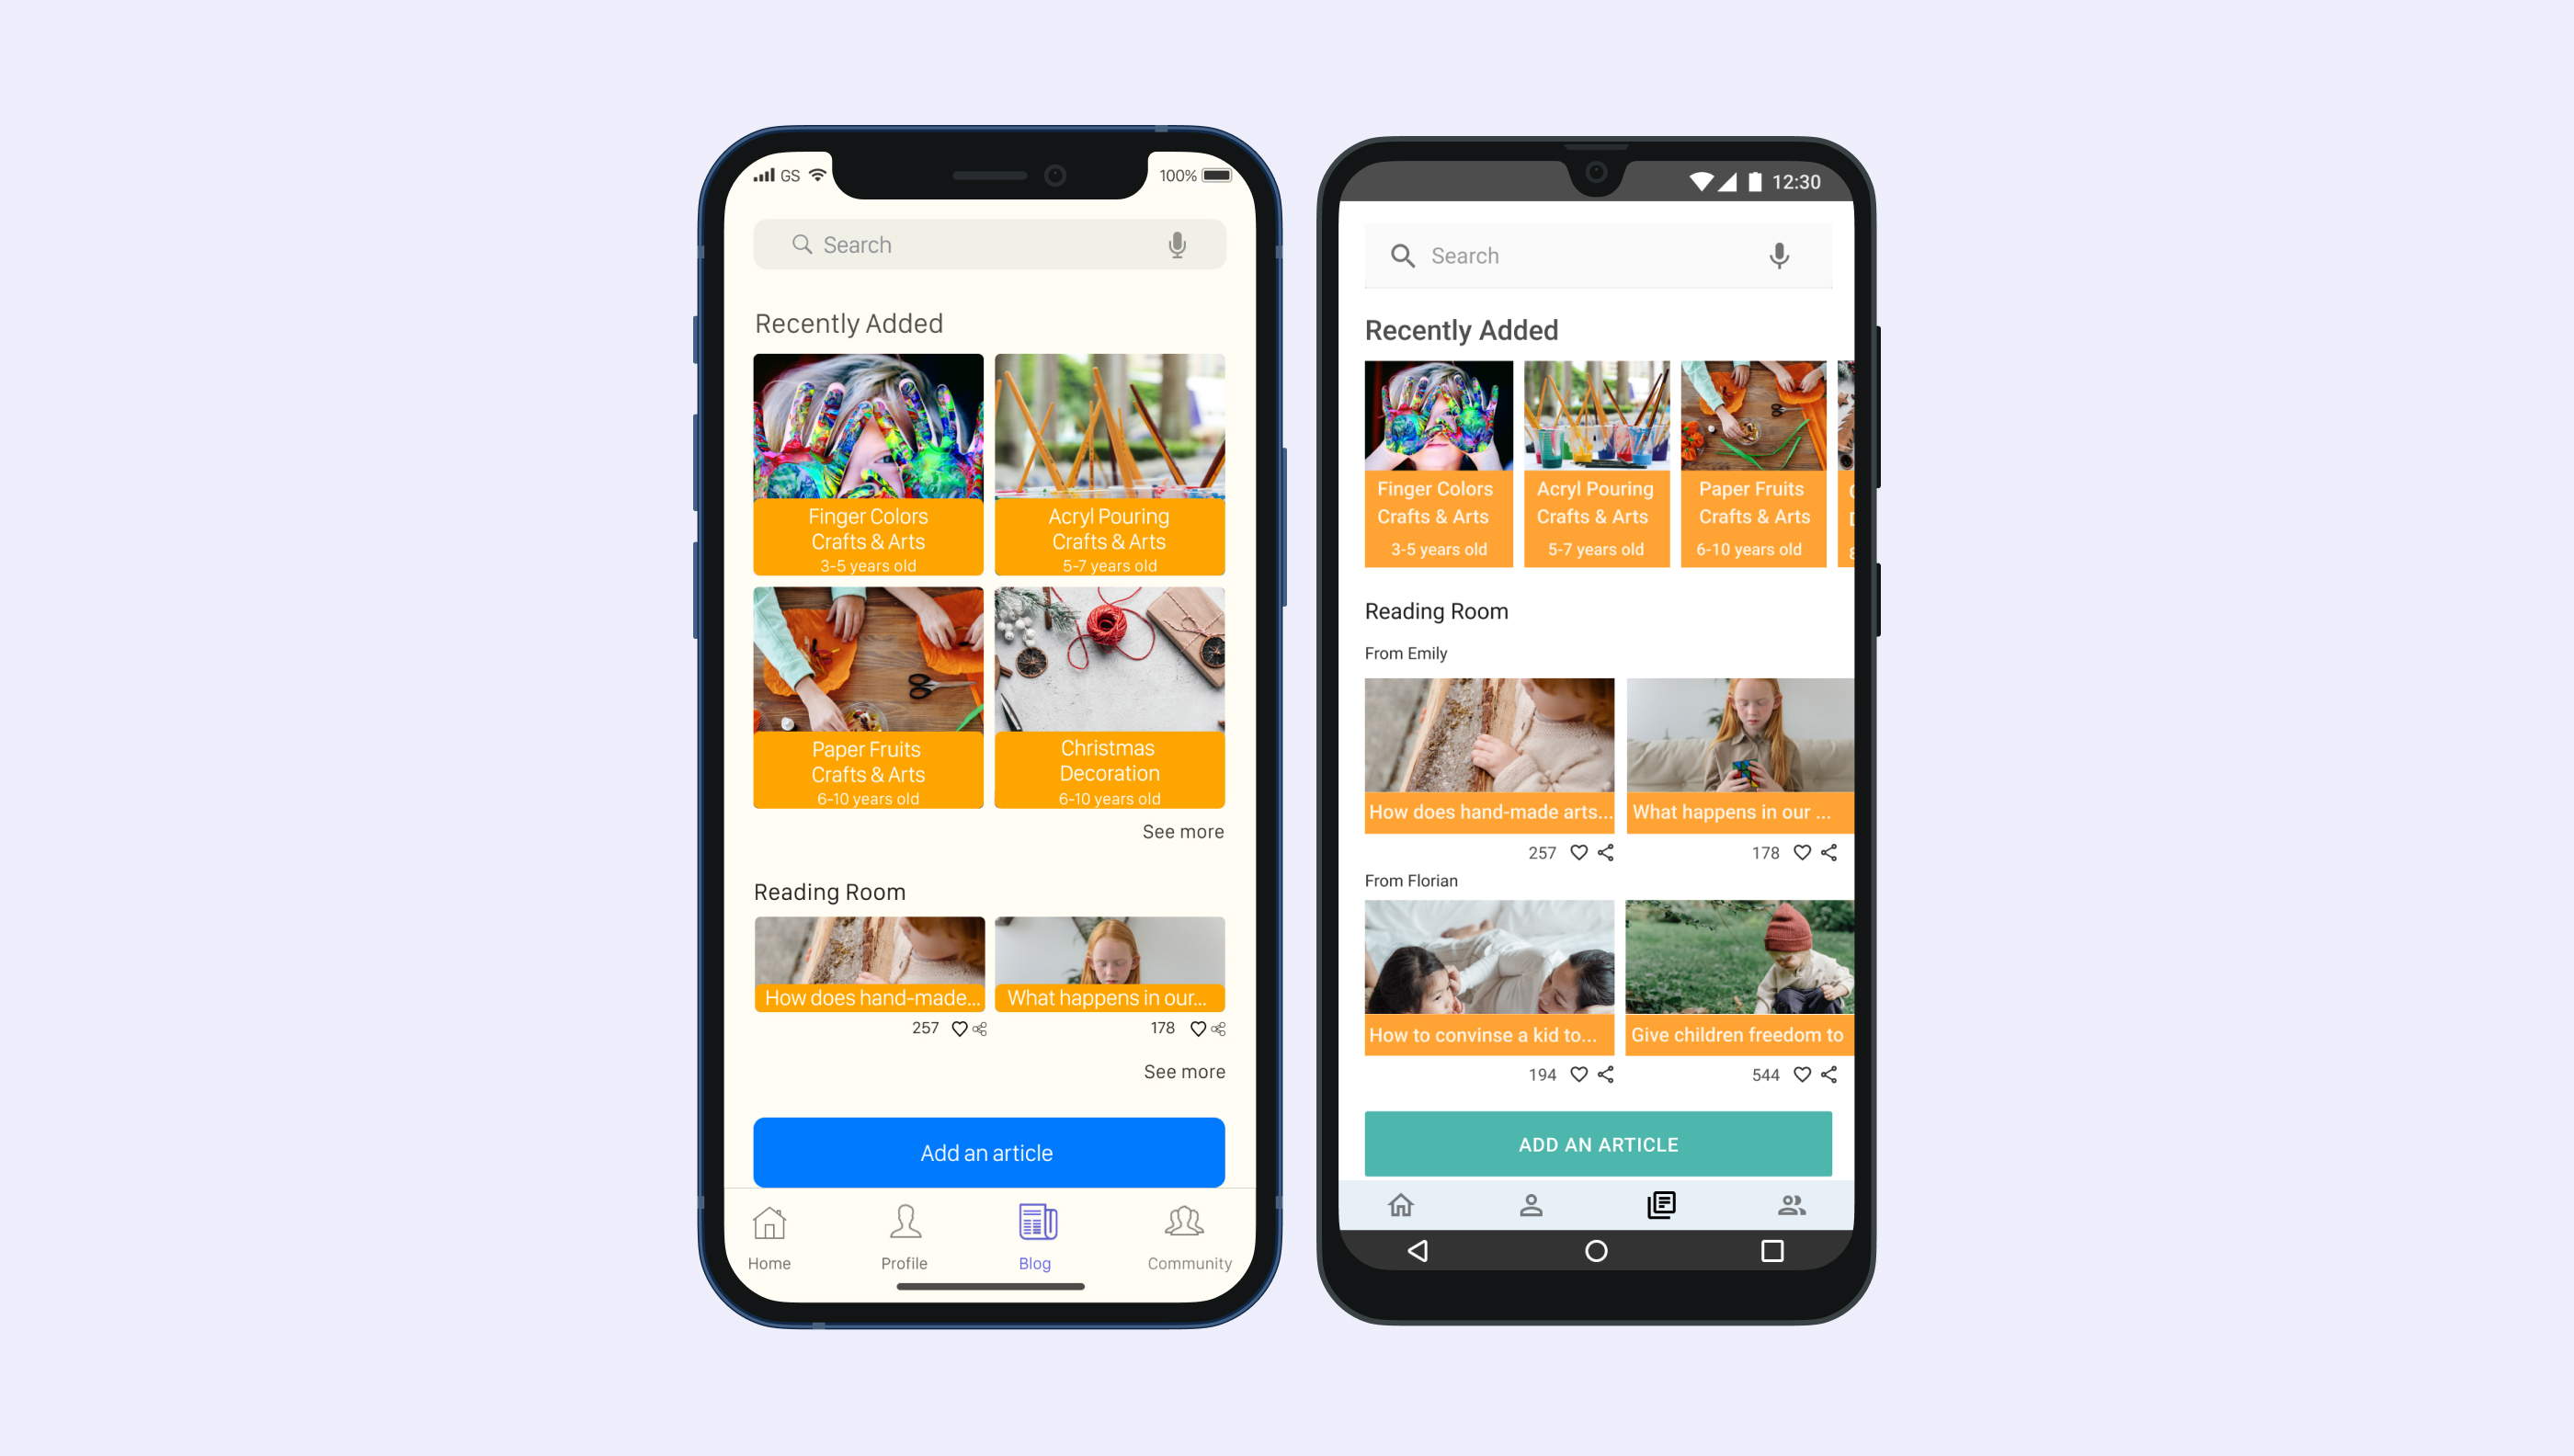 GS
100%
Search
Recently Added
Finger Colors
Crafts & Arts
3-5 years old
Acryl Pouring
Crafts & Arts
5-7 years old
Paper Fruits
Crafts & Arts
6-10 years old
Christmas
Decoration
6-10 years old
See more
Reading Room
How does hand-made...
What happens in our...
257
178
See more
Add an article
Home
Profile
Blog
Community
12:30
Search
Recently Added
Finger Colors
Crafts & Arts
3-5 years old
Acryl Pouring
Crafts & Arts
5-7 years old
Paper Fruits
Crafts & Arts
6-10 years old
Reading Room
From Emily
How does hand-made arts...
What happens in our ...
257
178
From Florian
How to convinse a kid to...
Give children freedom to
194
544
ADD AN ARTICLE